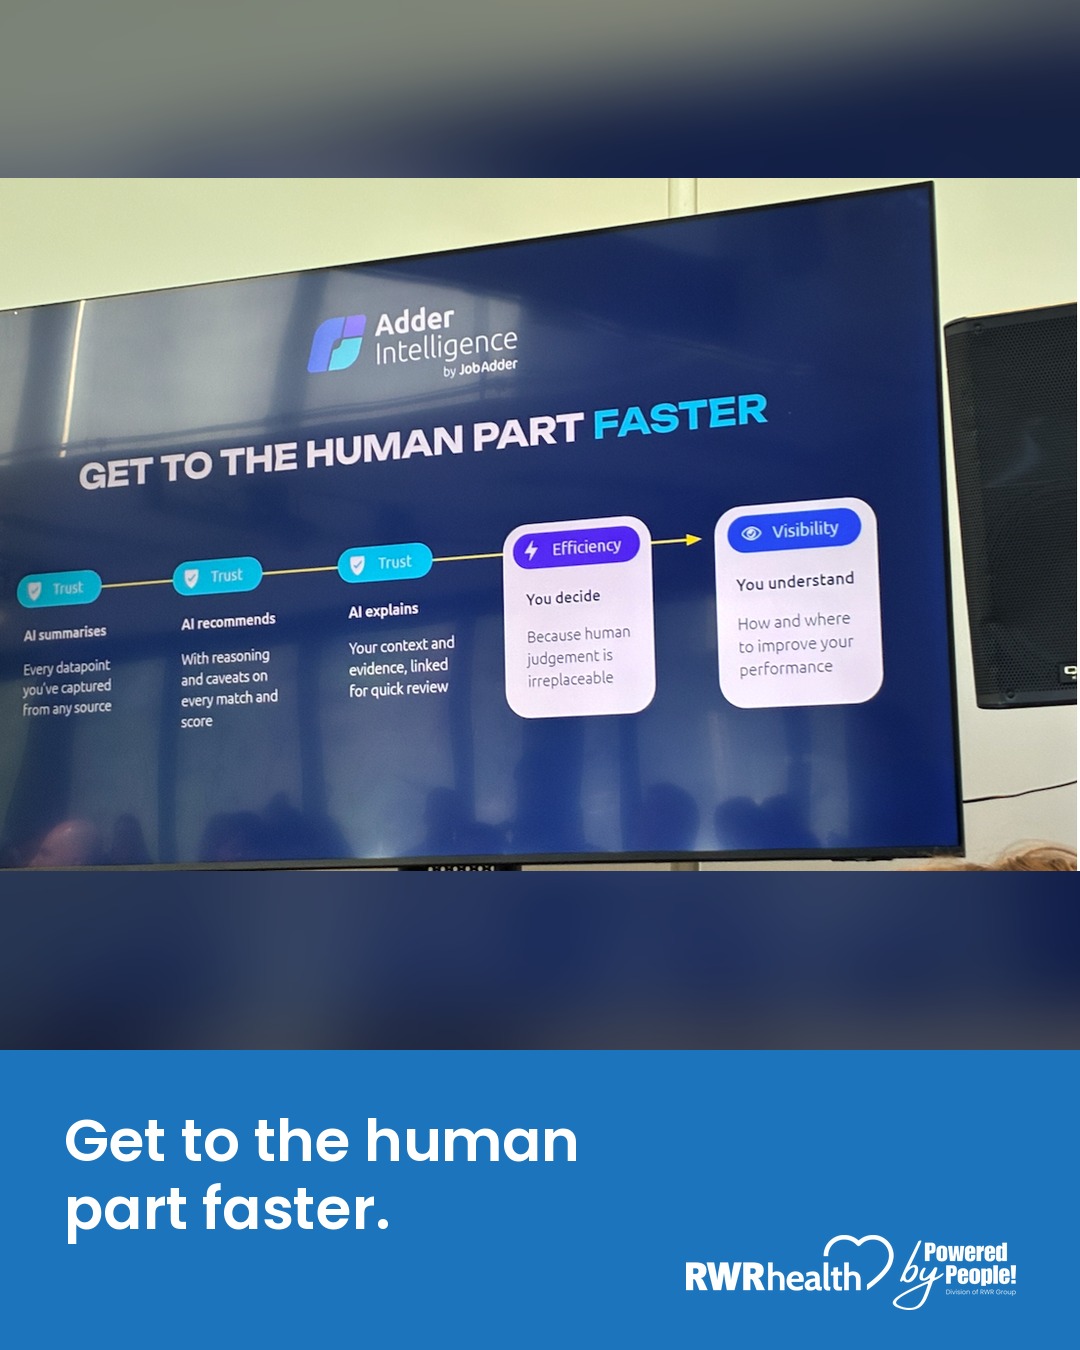 Adder
Intelligence
by JobAdder
GET TO THE HUMAN PART FASTER
Trust
AI summarises
Every datapoint
you've captured
from any source
Trust
AI recommends
With reasoning
and caveats on
every match and
score
Trust
AI explains
Your context and
evidence, linked
for quick review
Efficiency
You decide
Because human
judgement is
irreplaceable
Visibility
You understand
How and where
to improve your
performance
Get to the human
part faster.
RWRhealth
by Powered
People!
Division of RWR Group